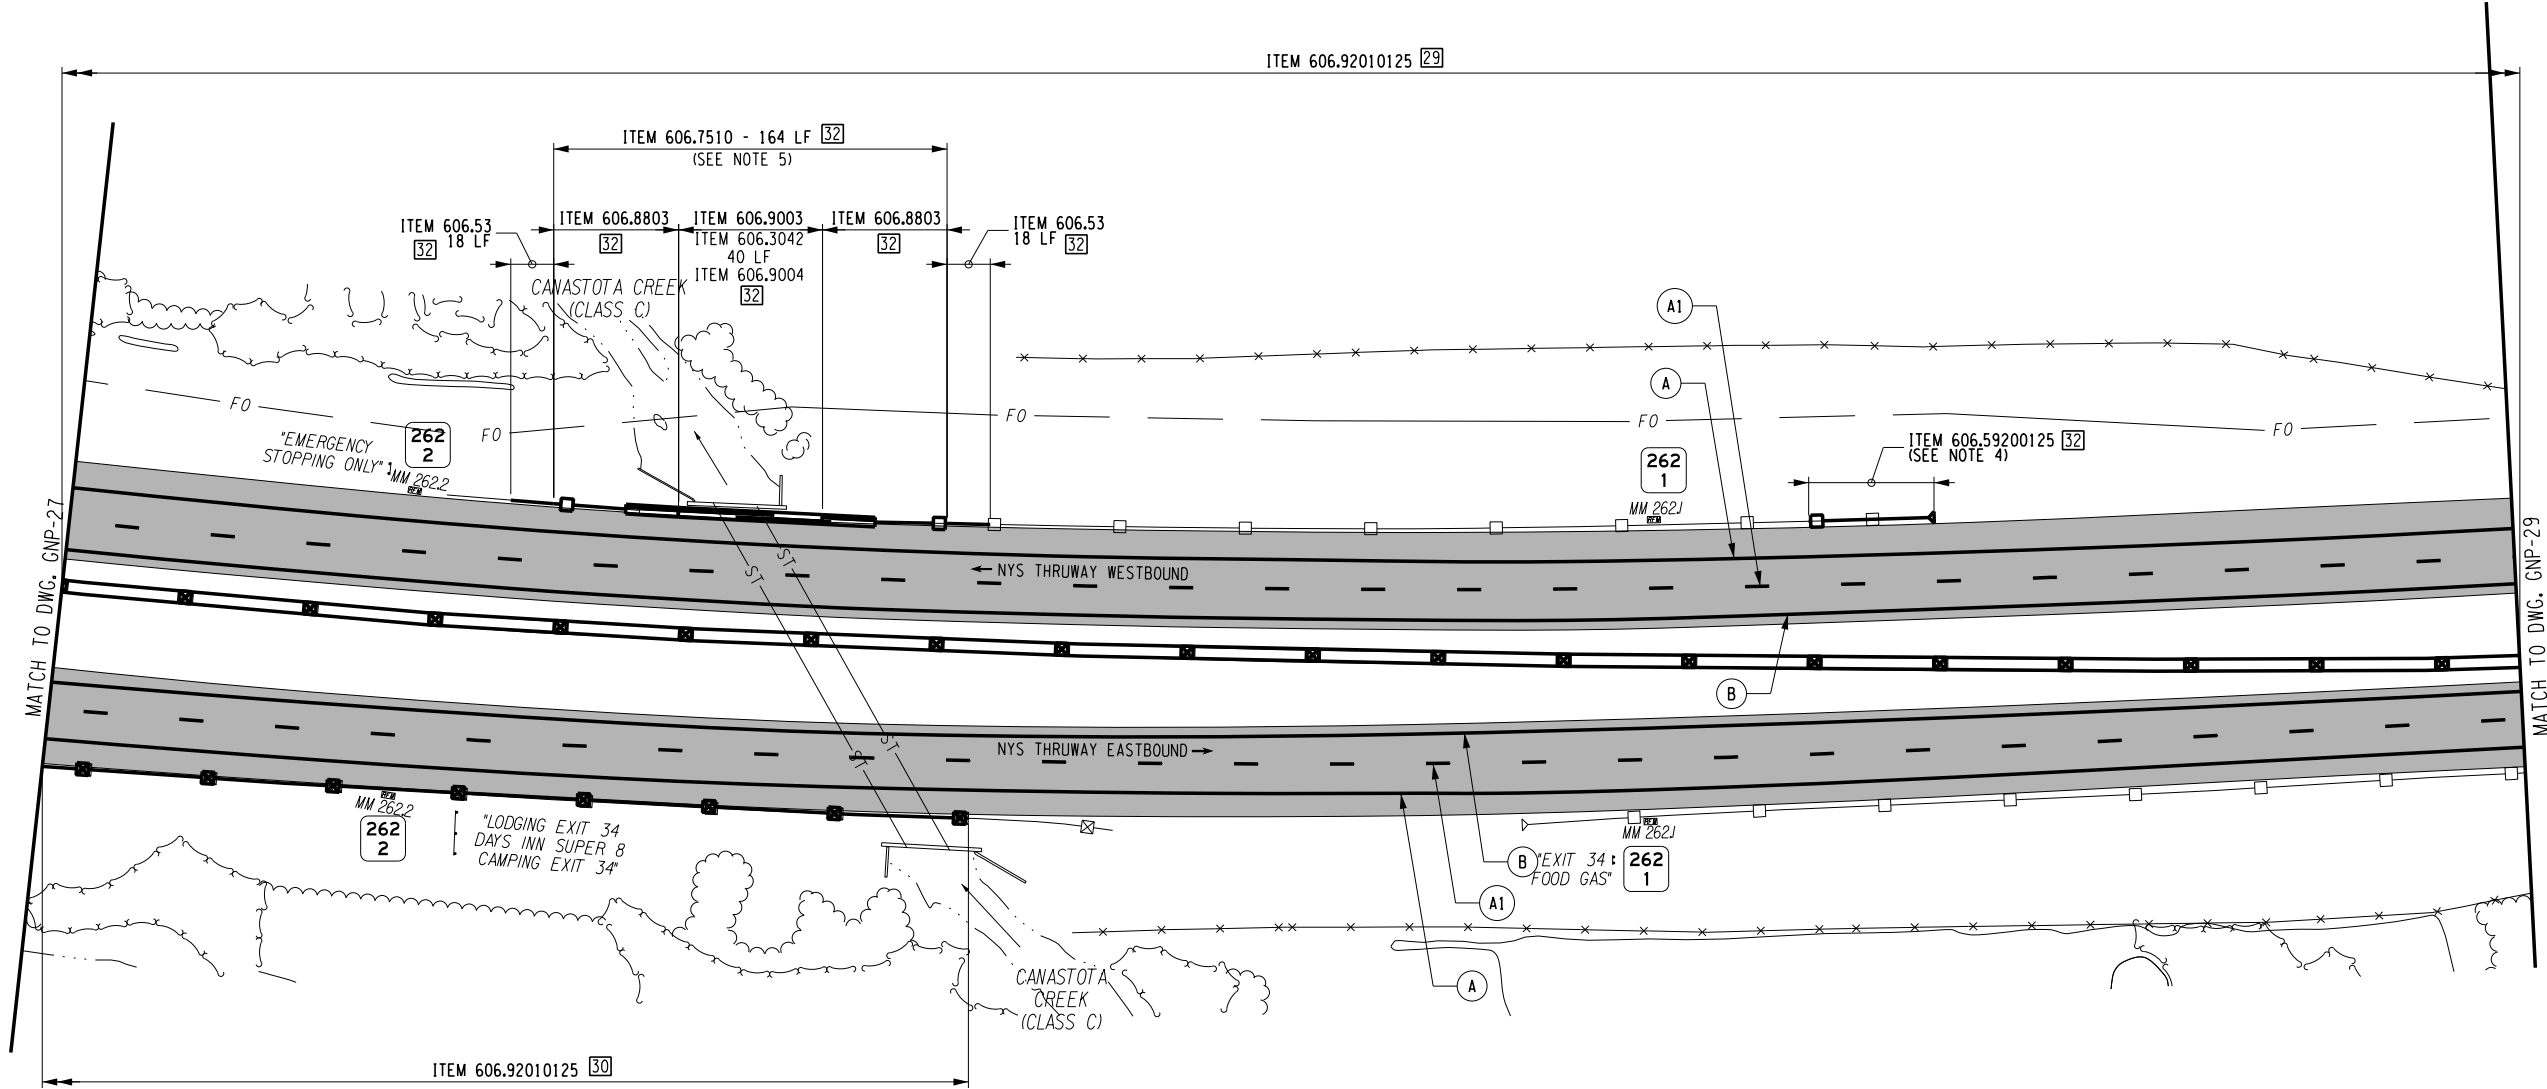 ITEM 606.92010125 29
ITEM 606.7510 - 164 LF 32
(SEE NOTE 5)
ITEM 606.53
18 LF
32
ITEM 606.8803
32
ITEM 606.9003
ITEM 606.3042
40 LF
ITEM 606.9004
32
ITEM 606.8803
32
ITEM 606.53
18 LF 32
CANASTOTA CREEK
(CLASS C)
A1
A
FO
FO
FO
FO
FO
"EMERGENCY
STOPPING ONLY"
262
2
MM 262.2
262
1
MM 262.1
ITEM 606.59200125 32
(SEE NOTE 4)
MATCH TO DWG. GNP-27
MATCH TO DWG. GNP-29
NYS THRUWAY WESTBOUND
ST
ST
B
NYS THRUWAY EASTBOUND
ST
ST
MM 262.2
262
2
"LODGING EXIT 34
DAYS INN SUPER 8
CAMPING EXIT 34"
MM 262.1
B
"EXIT 34
FOOD GAS"
262
1
A1
A
CANASTOTA
CREEK
(CLASS C)
ITEM 606.92010125 30